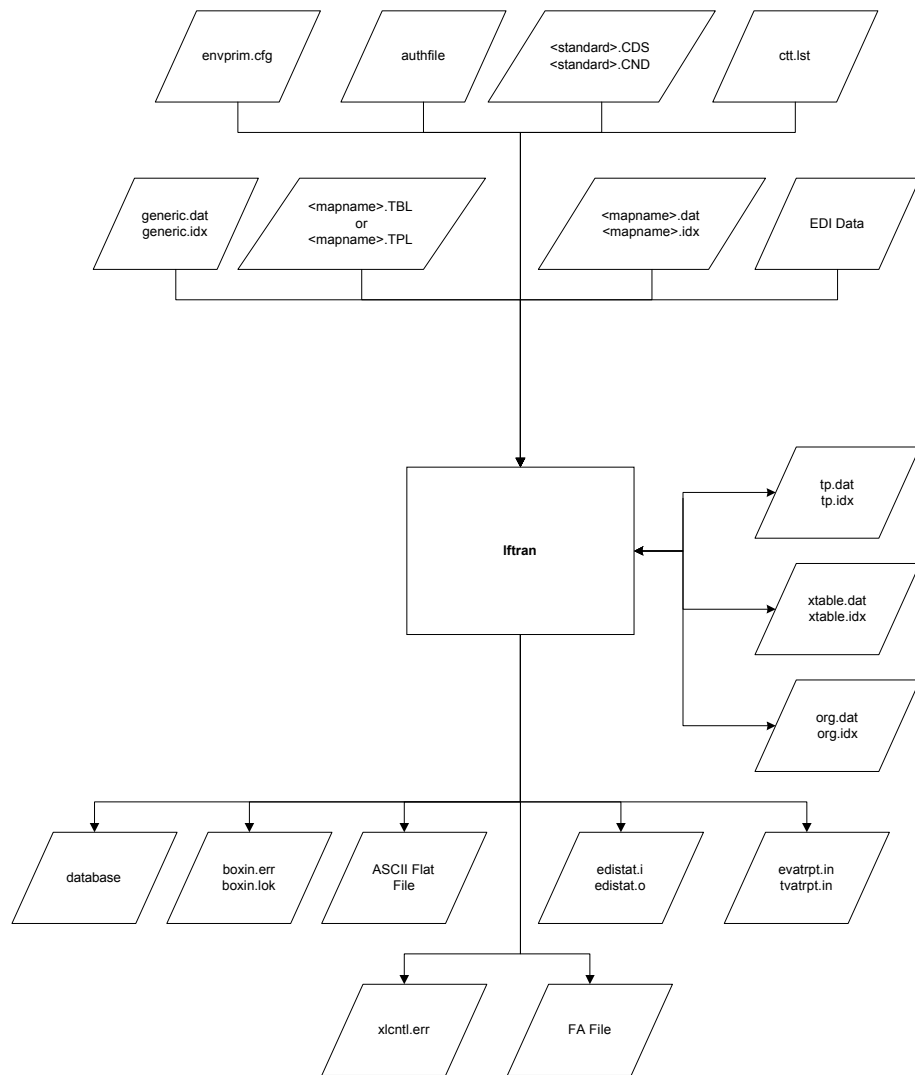 envprim.cfg
authfile
<standard>.CDS
<standard>.CND
ctt.lst
generic.dat
generic.idx
<mapname>.TBL
or
<mapname>.TPL
<mapname>.dat
<mapname>.idx
EDI Data
lftran
tp.dat
tp.idx
xtable.dat
xtable.idx
org.dat
org.idx
database
boxin.err
boxin.lok
ASCII Flat
File
edistat.i
edistat.o
evatrpt.in
tvatrpt.in
xlcntl.err
FA File